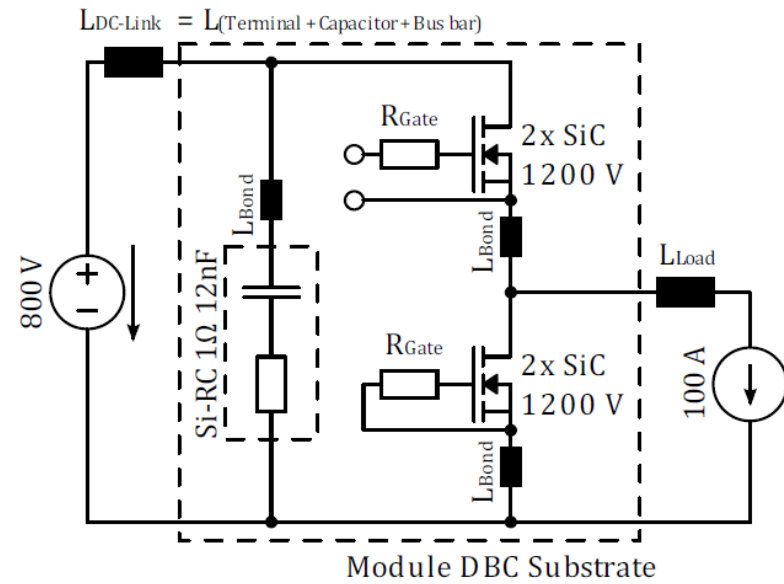 LDC-Link = L(Terminal+Capacitor+Bus bar)
RGate
2x SiC
1200 V
LBond
LBond
LLoad
800 V
+
−
Si-RC 1Ω 12nF
RGate
2x SiC
1200 V
100 A
LBond
Module DBC Substrate